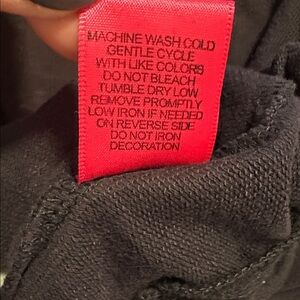 MACHINE WASH COLD
GENTLE CYCLE
WITH LIKE COLORS
DO NOT BLEACH
TUMBLE DRY LOW
REMOVE PROMPTLY
LOW IRON IF NEEDED
ON REVERSE SIDE
DO NOT IRON
DECORATION